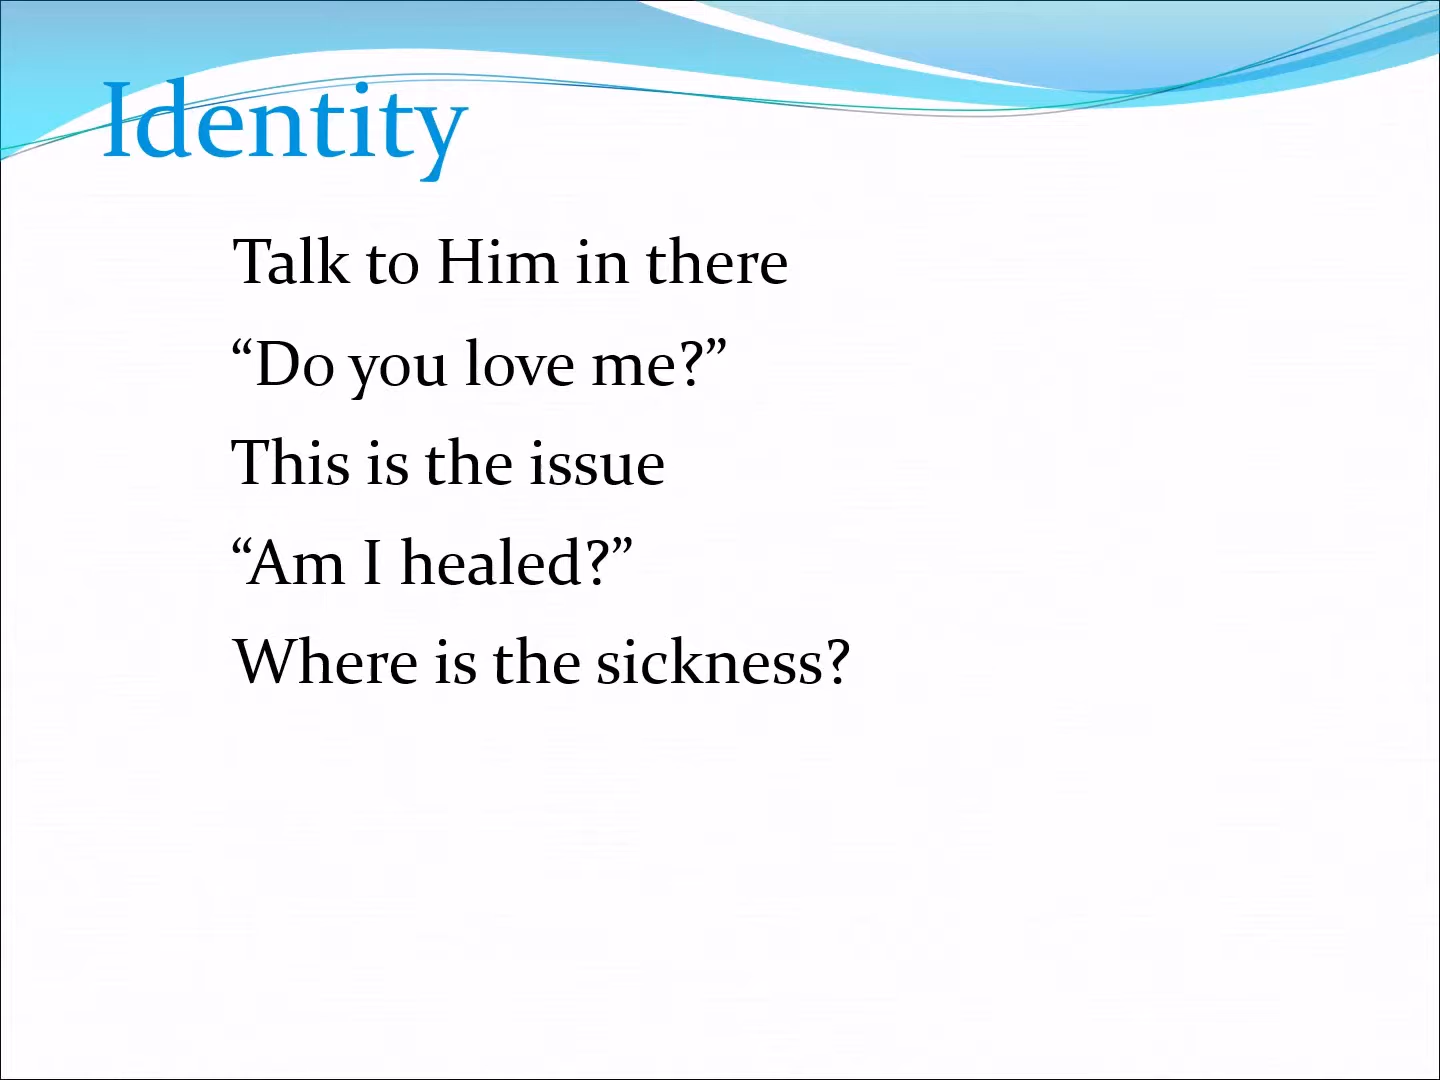 Identity
Talk to Him in there
“Do you love me?”
This is the issue
“Am I healed?”
Where is the sickness?